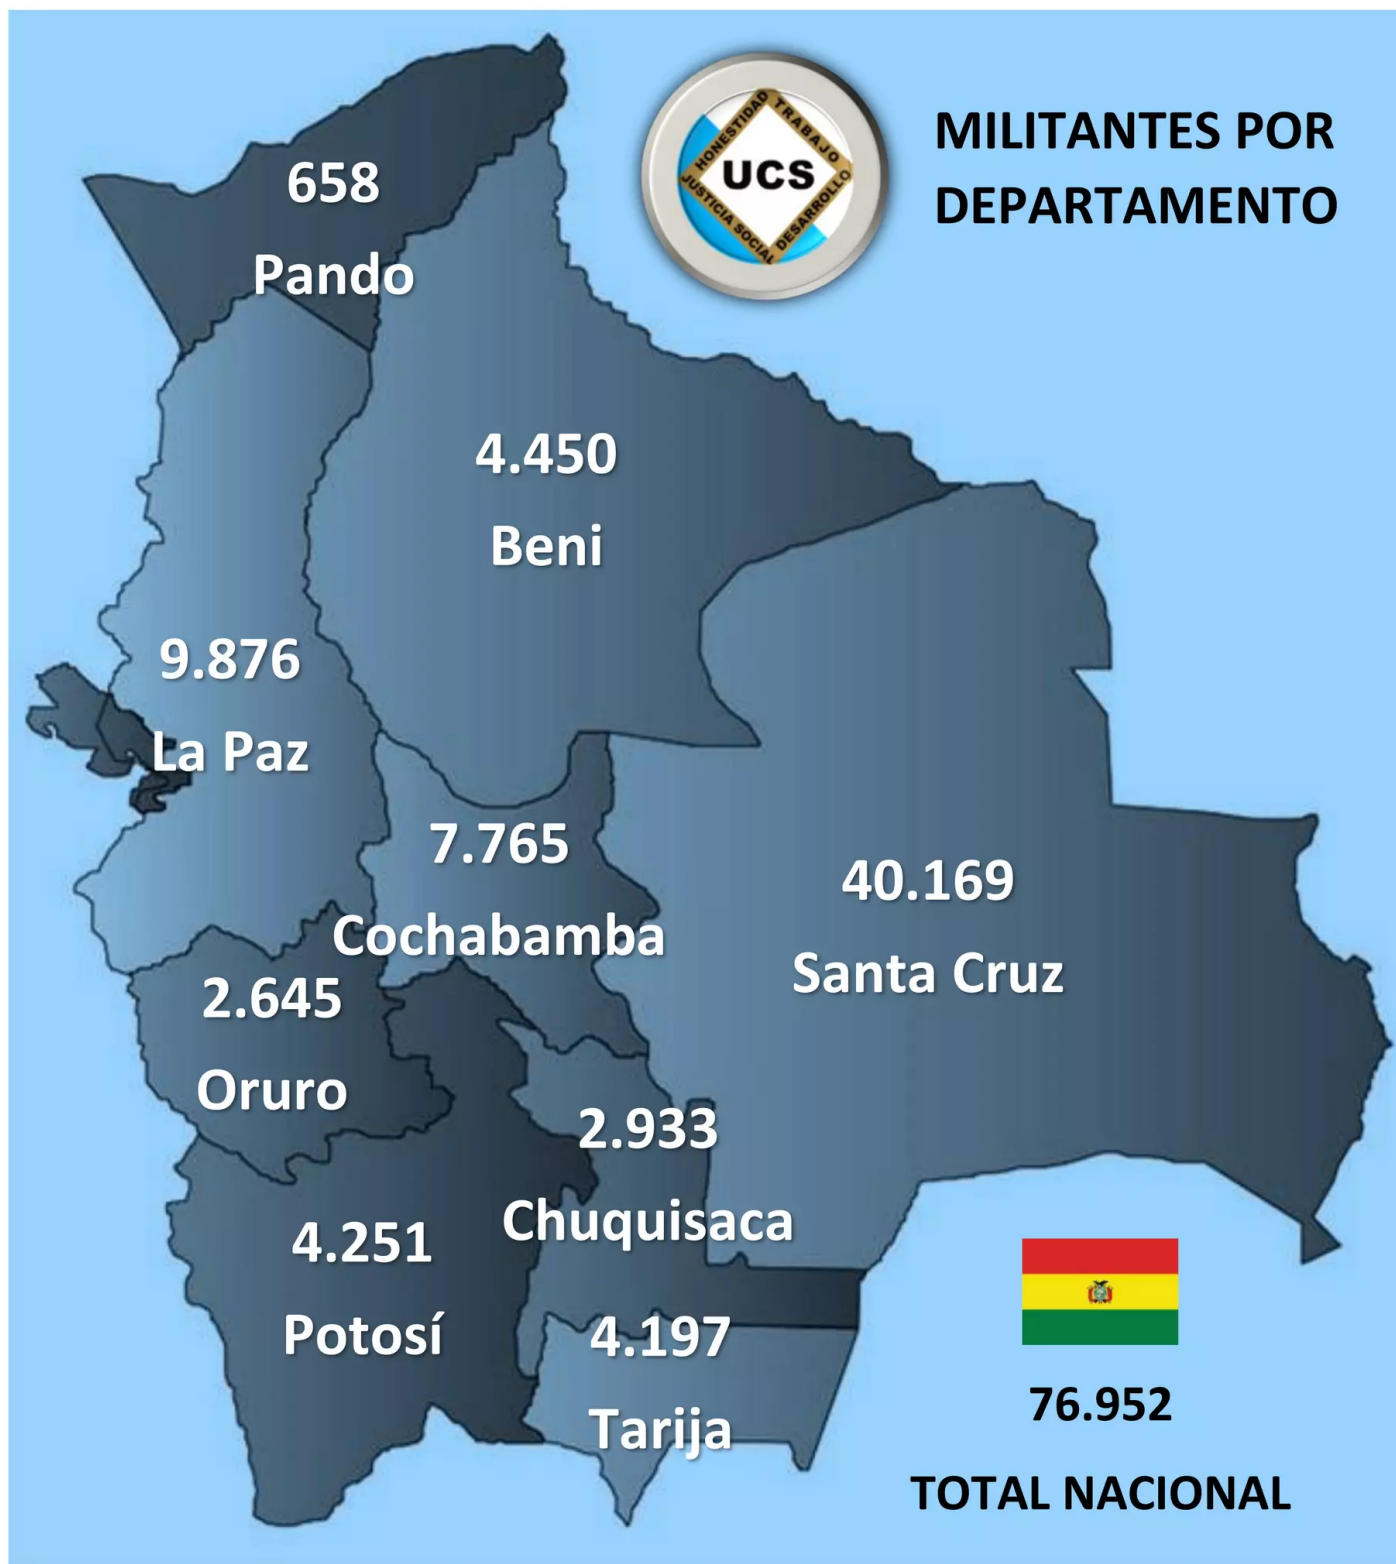 MILITANTES POR
DEPARTAMENTO
HONESTIDAD
TRABAJO
UCS
JUSTICIA SOCIAL
DESARROLLO
658
Pando
4.450
Beni
9.876
La Paz
7.765
Cochabamba
40.169
Santa Cruz
2.645
Oruro
2.933
Chuquisaca
4.251
Potosí
4.197
Tarija
76.952
TOTAL NACIONAL